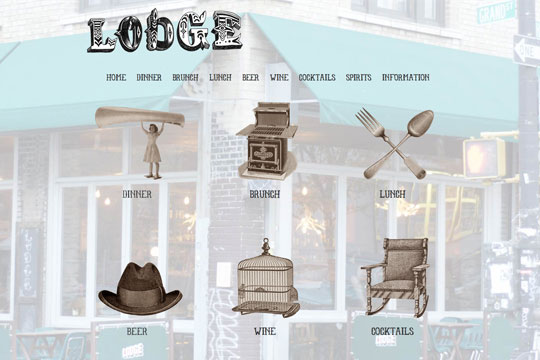 LODGE
HOME DINNER BRUNCH LUNCH BEER WINE COCKTAILS SPIRITS INFORMATION
DINNER BRUNCH LUNCH
BEER WINE COCKTAILS